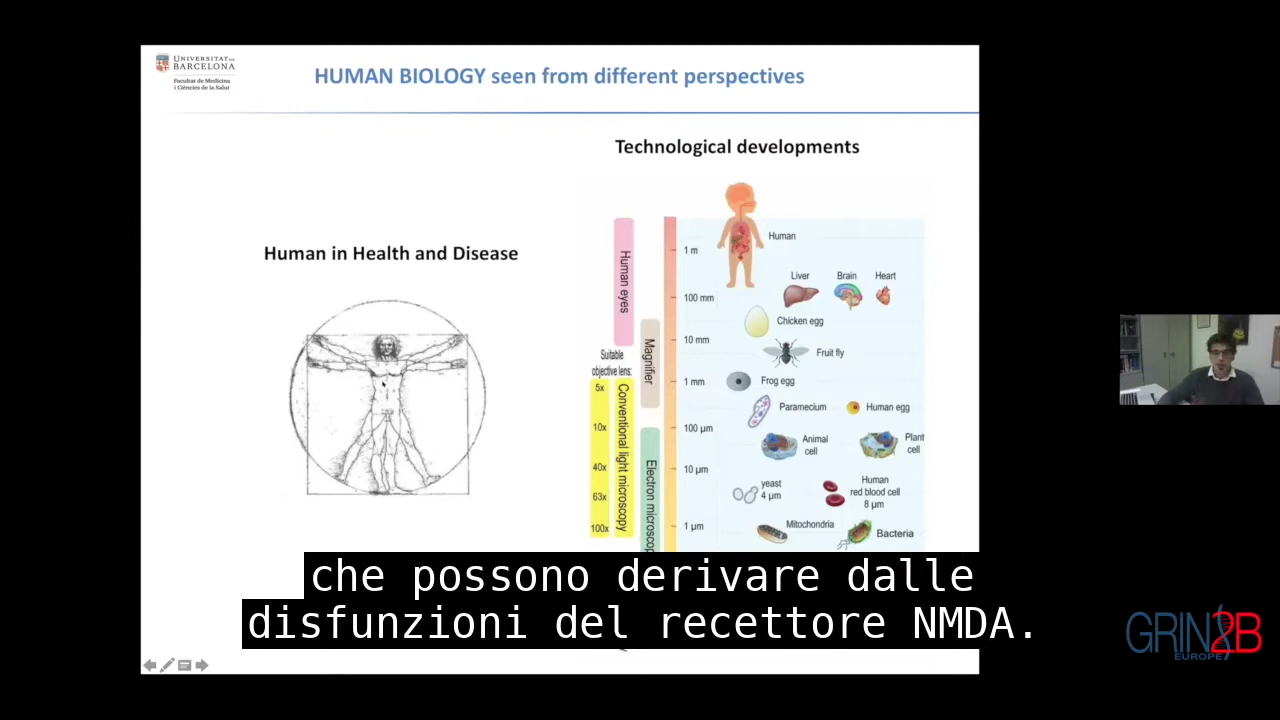 UNIVERSITAT DE
BARCELONA
Facultat de Medicina
i Ciències de la Salut
HUMAN BIOLOGY seen from different perspectives
Technological developments
Human in Health and Disease
Human eyes
Magnifier
Suitable
objective lens:
5x
10x
40x
63x
100x
Conventional light microscopy
Electron
1 m
100 mm
10 mm
1 mm
100 µm
10 µm
1 µm
Human
Liver
Brain
Heart
Chicken egg
Fruit fly
Frog egg
Paramecium
Human egg
Animal
cell
Plant
cell
yeast
4 µm
Human
red blood cell
8 µm
Mitochondria
Bacteria
che possono derivare dalle
disfunzioni del recettore NMDA.
GRIN2B
EUROPE